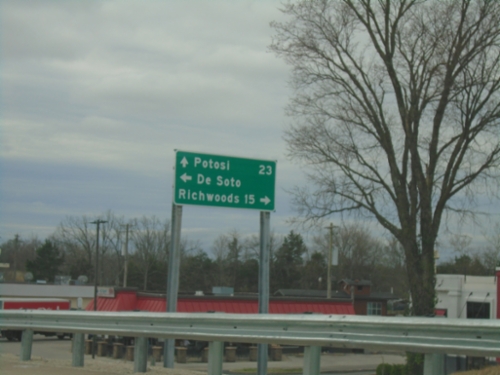 ↑ Potosi 23
← De Soto
Richwoods 15 →